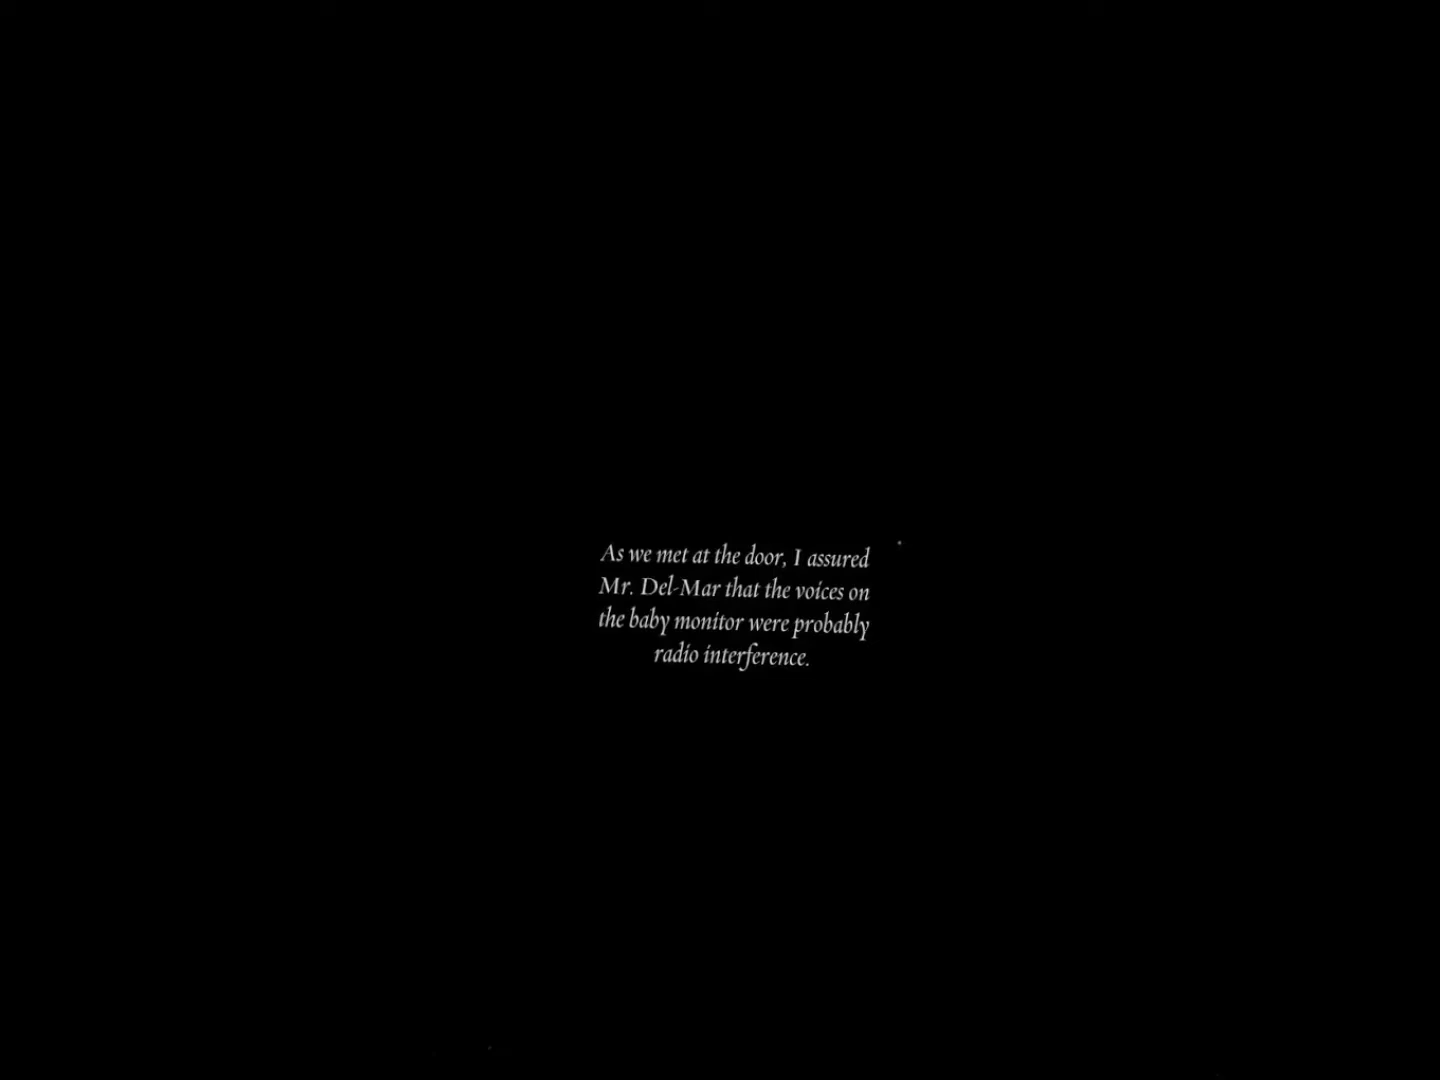 As we met at the door, I assured
Mr. Del-Mar that the voices on
the baby monitor were probably
radio interference.